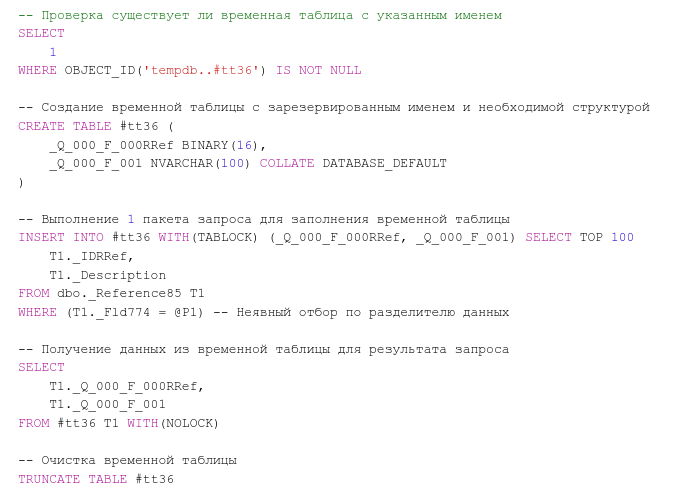 -- Проверка существует ли временная таблица с указанным именем
SELECT
    1
WHERE OBJECT_ID('tempdb..#tt36') IS NOT NULL

-- Создание временной таблицы с зарезервированным именем и необходимой структурой
CREATE TABLE #tt36 (
    _Q_000_F_000RRef BINARY(16),
    _Q_000_F_001 NVARCHAR(100) COLLATE DATABASE_DEFAULT
)

-- Выполнение 1 пакета запроса для заполнения временной таблицы
INSERT INTO #tt36 WITH(TABLOCK) (_Q_000_F_000RRef, _Q_000_F_001) SELECT TOP 100
    T1._IDRRef,
    T1._Description
FROM dbo._Reference85 T1
WHERE (T1._Fld774 = @P1) -- Неявный отбор по разделителю данных

-- Получение данных из временной таблицы для результата запроса
SELECT
    T1._Q_000_F_000RRef,
    T1._Q_000_F_001
FROM #tt36 T1 WITH(NOLOCK)

-- Очистка временной таблицы
TRUNCATE TABLE #tt36